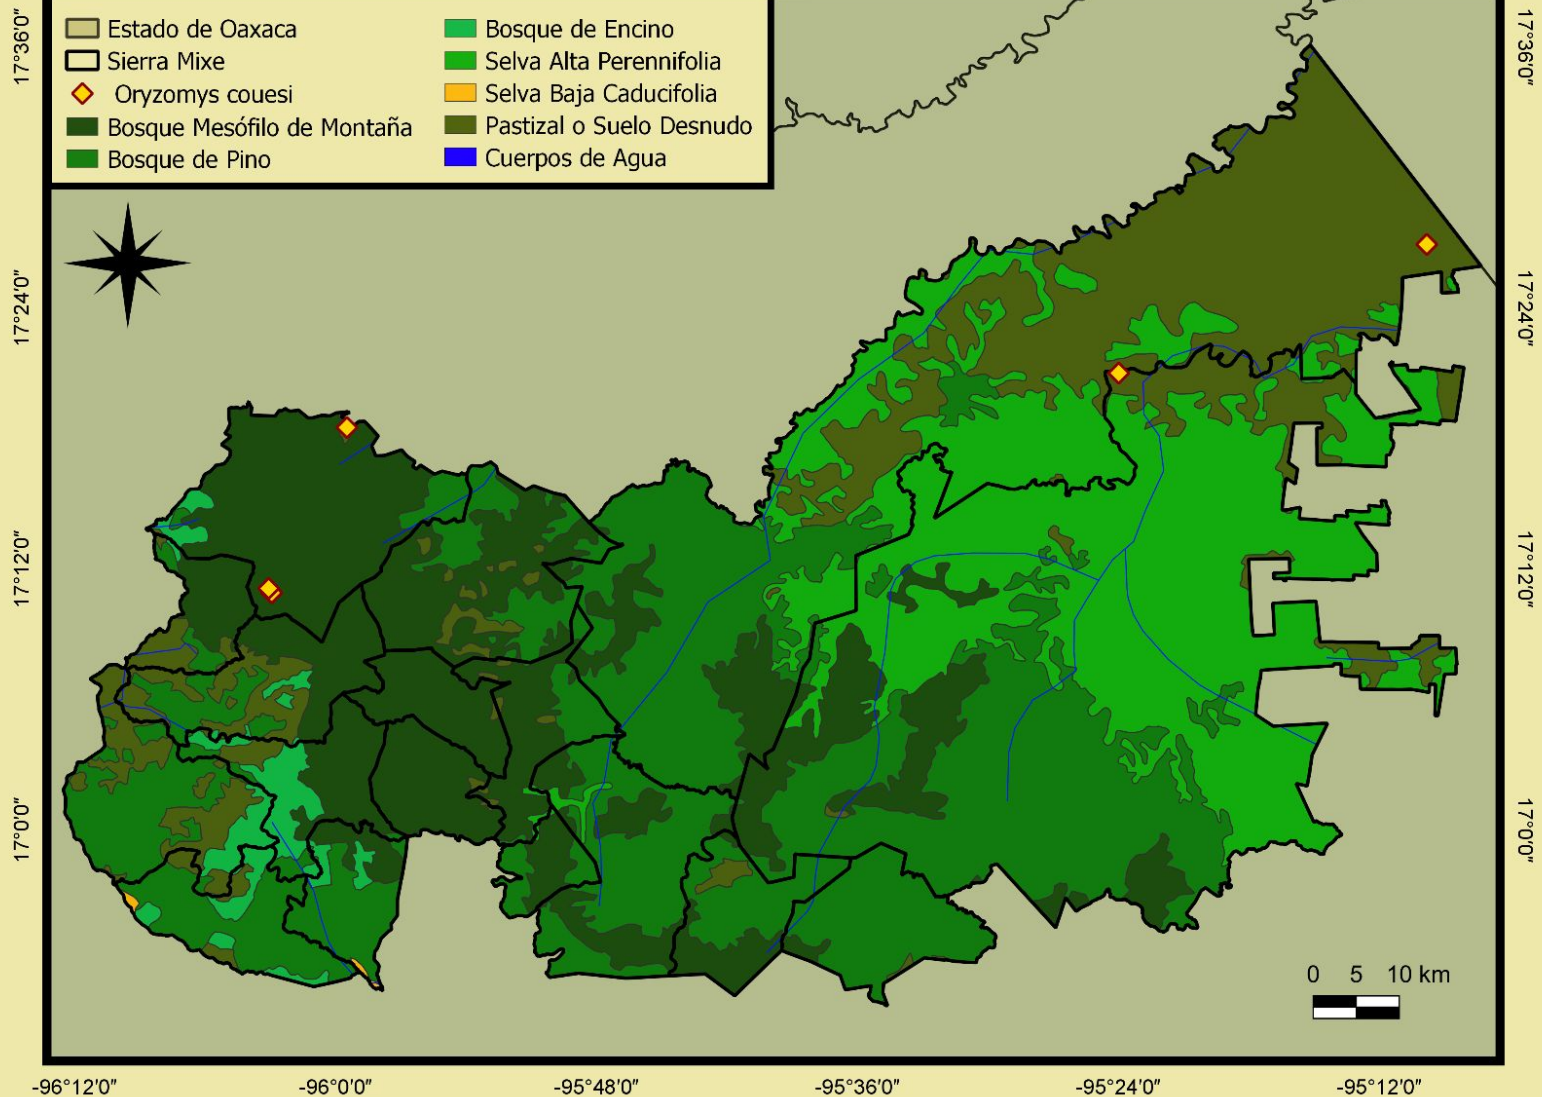 Estado de Oaxaca
Sierra Mixe
Oryzomys couesi
Bosque Mesófilo de Montaña
Bosque de Pino
Bosque de Encino
Selva Alta Perennifolia
Selva Baja Caducifolia
Pastizal o Suelo Desnudo
Cuerpos de Agua
17°36'0"
17°24'0"
17°12'0"
17°0'0"
17°36'0"
17°24'0"
17°12'0"
17°0'0"
0 5 10 km
-96°12'0" -96°0'0" -95°48'0" -95°36'0" -95°24'0" -95°12'0"